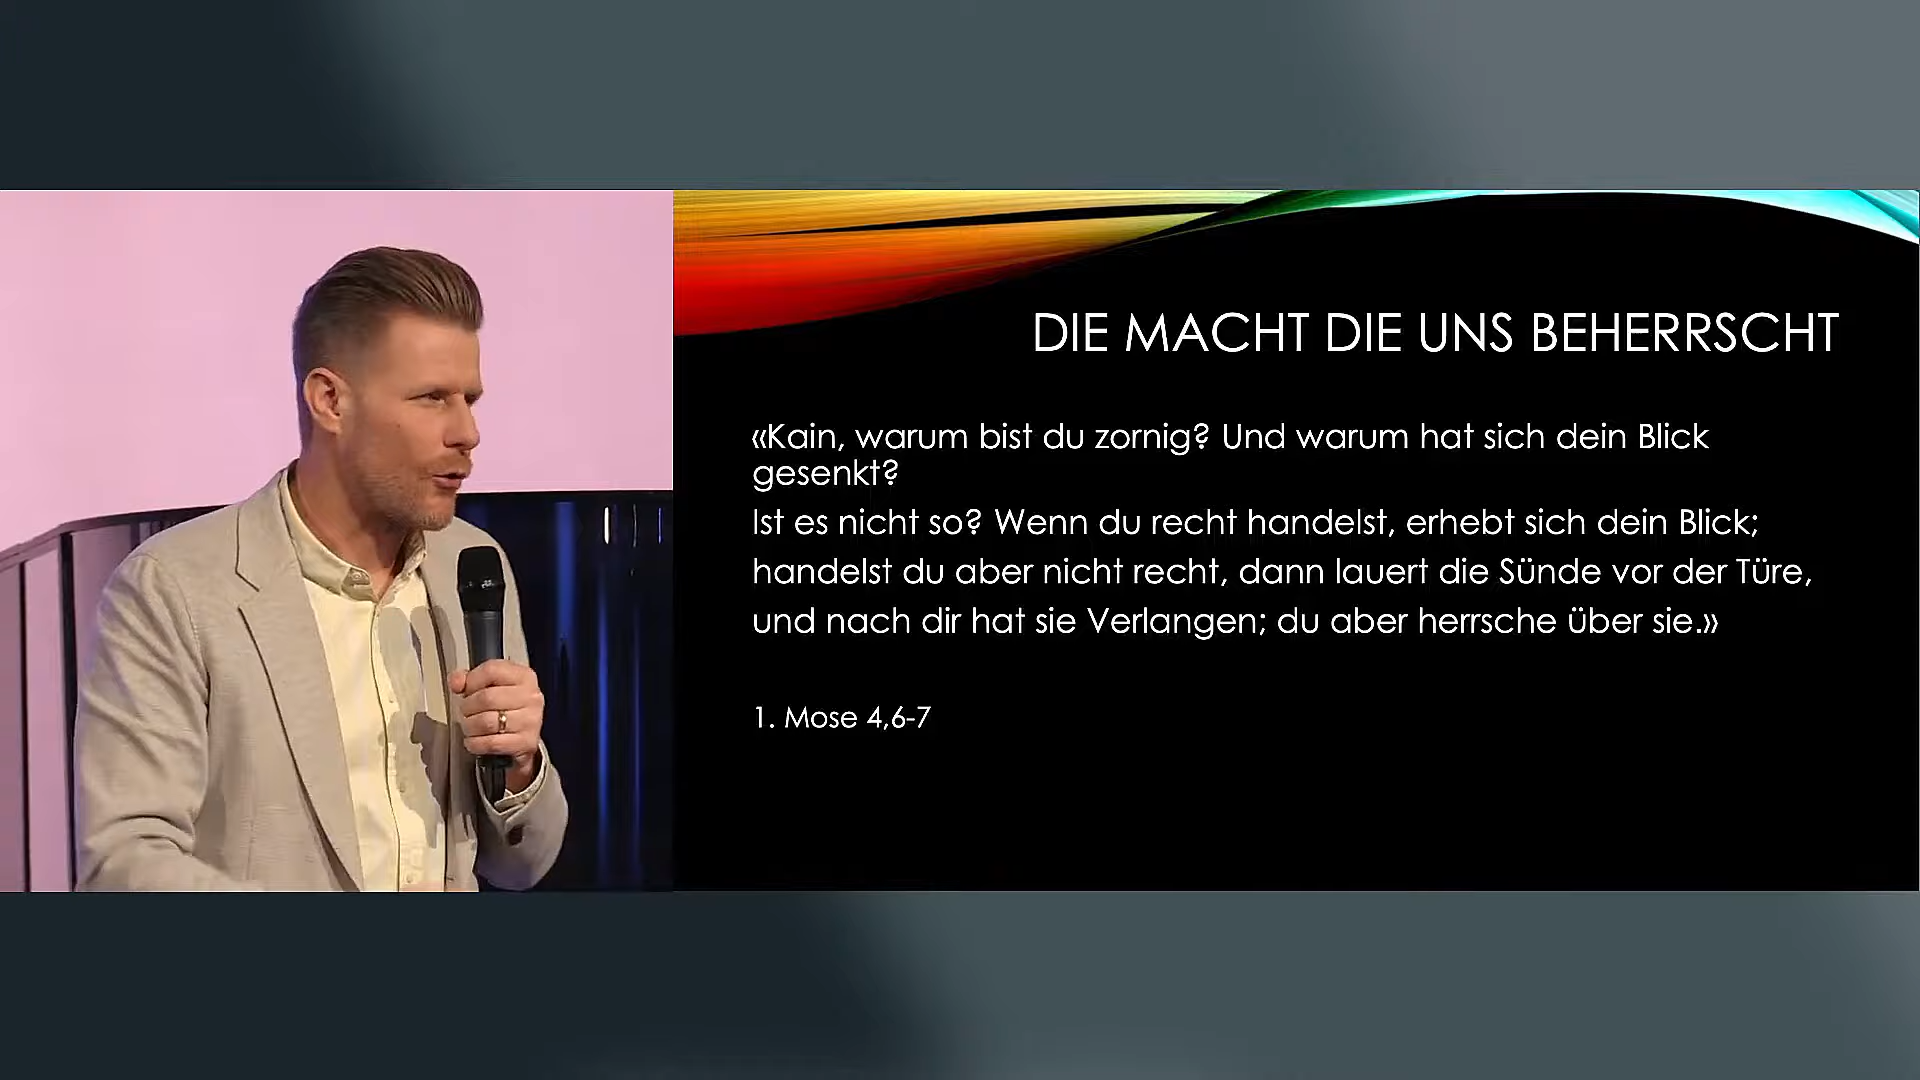 DIE MACHT DIE UNS BEHERRSCHT
«Kain, warum bist du zornig? Und warum hat sich dein Blick
gesenkt?
Ist es nicht so? Wenn du recht handelst, erhebt sich dein Blick;
handelst du aber nicht recht, dann lauert die Sünde vor der Türe,
und nach dir hat sie Verlangen; du aber herrsche über sie.»
1. Mose 4,6-7